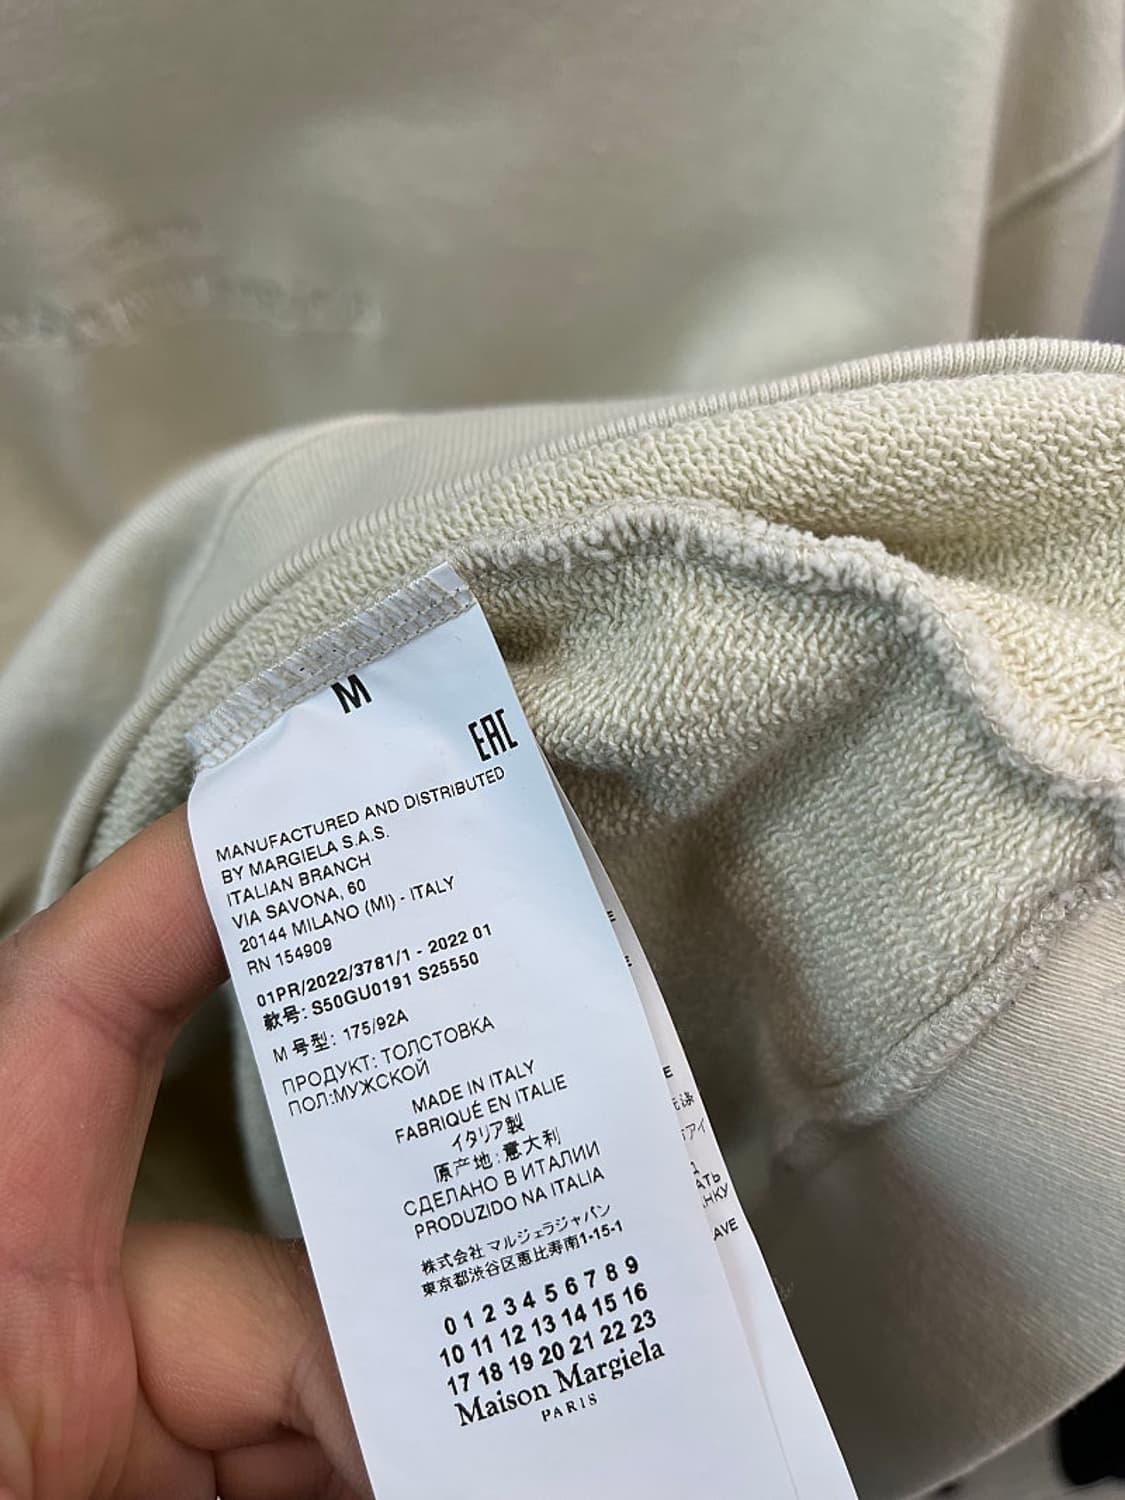 M
EAC
MANUFACTURED AND DISTRIBUTED
BY MARGIELA S.A.S.
ITALIAN BRANCH
VIA SAVONA, 60
20144 MILANO (MI) - ITALY
RN 154909
01PR/2022/3781/1 - 2022 01
款号: S50GU0191 S25550
M 号型: 175/92A
ПРОДУКТ: ТОЛСТОВКА
ПОЛ:МУЖСКОЙ
MADE IN ITALY
FABRIQUÉ EN ITALIE
イタリア製
原产地:意大利
СДЕЛАНО В ИТАЛИИ
PRODUZIDO NA ITALIA
株式会社 マルジェラジャパン
東京都渋谷区恵比寿南1-15-1
0 1 2 3 4 5 6 7 8 9
10 11 12 13 14 15 16
17 18 19 20 21 22 23
Maison Margiela
PARIS